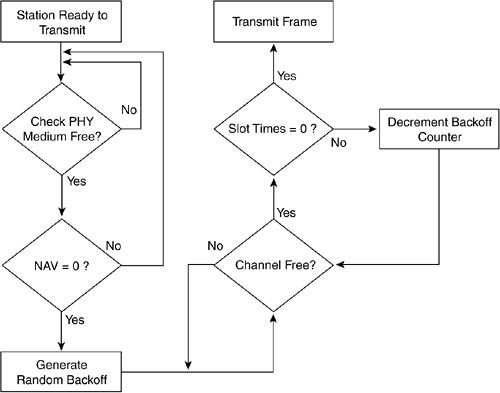 Station Ready to
Transmit
No
Check PHY
Medium Free?
Yes
No
NAV = 0 ?
Yes
Generate
Random Backoff
Transmit Frame
Yes
Slot Times = 0 ?
No
Decrement Backoff
Counter
Yes
No
Channel Free?